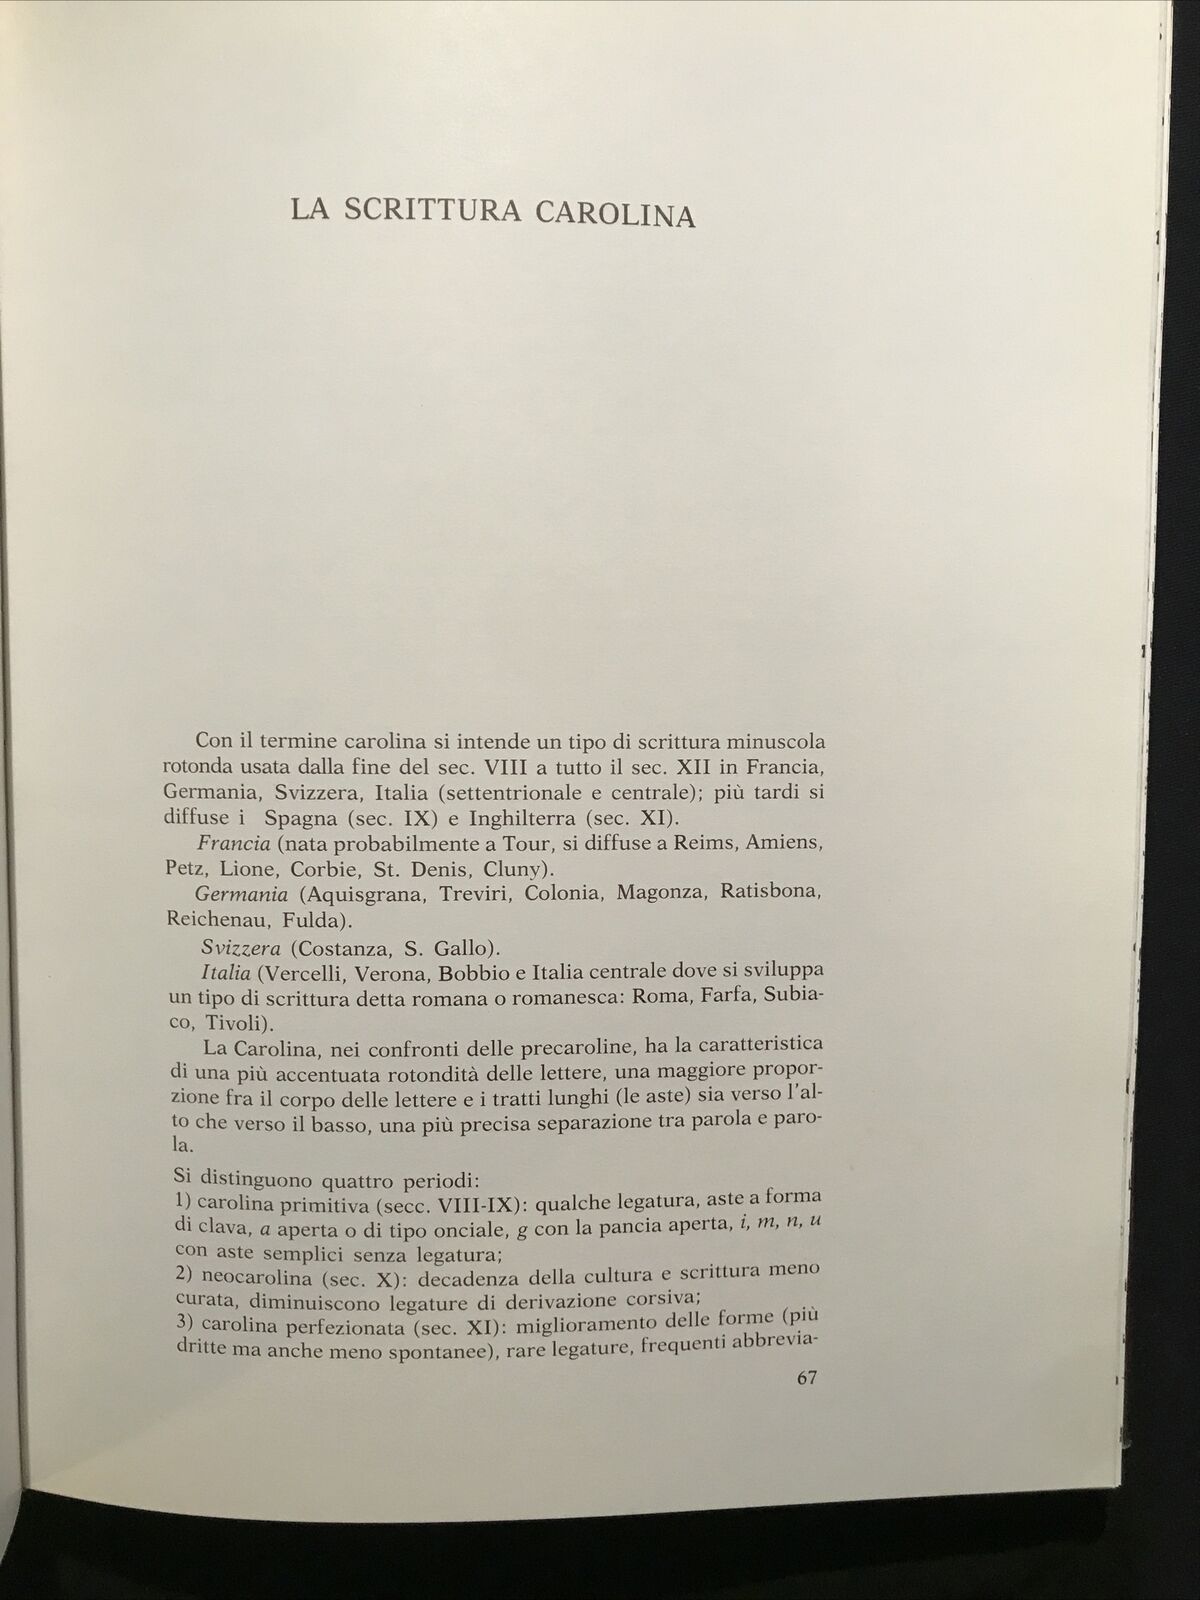 LA SCRITTURA CAROLINA
Con il termine carolina si intende un tipo di scrittura minuscola
rotonda usata dalla fine del sec. VIII a tutto il sec. XII in Francia,
Germania, Svizzera, Italia (settentrionale e centrale); più tardi si
diffuse i Spagna (sec. IX) e Inghilterra (sec. XI).
Francia (nata probabilmente a Tour, si diffuse a Reims, Amiens,
Petz, Lione, Corbie, St. Denis, Cluny).
Germania (Aquisgrana, Treviri, Colonia, Magonza, Ratisbona,
Reichenau, Fulda).
Svizzera (Costanza, S. Gallo).
Italia (Vercelli, Verona, Bobbio e Italia centrale dove si sviluppa
un tipo di scrittura detta romana o romanesca: Roma, Farfa, Subia-
co, Tivoli).
La Carolina, nei confronti delle precaroline, ha la caratteristica
di una più accentuata rotondità delle lettere, una maggiore propor-
zione fra il corpo delle lettere e i tratti lunghi (le aste) sia verso l'al-
to che verso il basso, una più precisa separazione tra parola e paro-
la.
Si distinguono quattro periodi:
1) carolina primitiva (secc. VIII-IX): qualche legatura, aste a forma
di clava, a aperta o di tipo onciale, g con la pancia aperta, i, m, n, u
con aste semplici senza legatura;
2) neocarolina (sec. X): decadenza della cultura e scrittura meno
curata, diminuiscono legature di derivazione corsiva;
3) carolina perfezionata (sec. XI): miglioramento delle forme (più
dritte ma anche meno spontanee), rare legature, frequenti abbrevia-
67